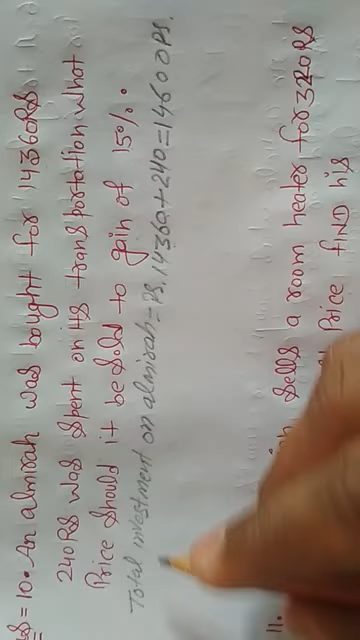 Q5 = 10. An almirah was bought for 14360RS.
240RS was spent on its transportation what
Price should it be sold to gain of 15%.
Total investment on almirah = Rs. 14360+240=14600RS.
11.
sells a room heater for 3220RS
Price find his